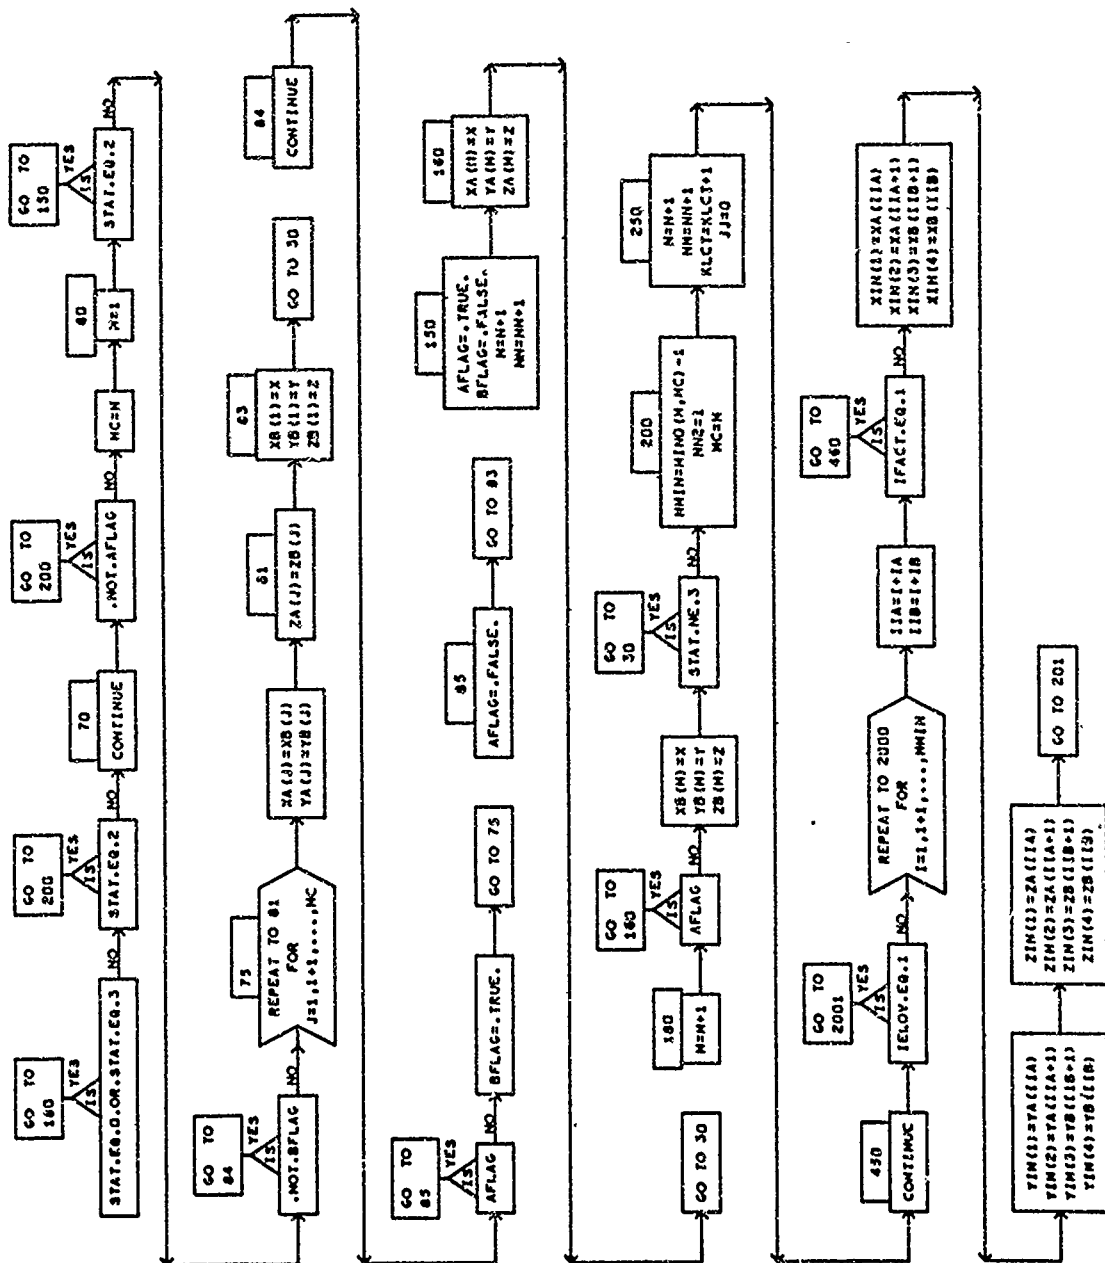 GO TO
180
YES
IS
STAT.EQ.0.OR.STAT.EQ.3
NO
GO TO
200
YES
IS
STAT.EQ.2
NO
70
CONTINUE
GO TO
200
YES
IS
.NOT.AFLAG
NO
MC=M
80
M=1
GO TO
150
YES
IS
STAT.EQ.2
NO
GO TO
84
YES
IS
.NOT.BFLAG
NO
75
REPEAT TO 81
FOR
J=1,1+1,...,MC
XA(J)=XB(J)
YA(J)=YB(J)
81
ZA(J)=ZB(J)
83
XB(1)=X
YB(1)=Y
ZB(1)=Z
GO TO 30
84
CONTINUE
GO TO
85
YES
IS
AFLAG
NO
BFLAG=.TRUE.
GO TO 75
85
AFLAG=.FALSE.
GO TO 83
150
AFLAG=.TRUE.
BFLAG=.FALSE.
N=N+1
NN=NN+1
160
XA(M)=X
YA(M)=Y
ZA(M)=Z
GO TO 30
180
M=M+1
GO TO
160
YES
IS
AFLAG
NO
XB(M)=X
YB(M)=Y
ZB(M)=Z
GO TO
30
YES
IS
STAT.NE.3
NO
200
MMIN=MINO(M,MC)-1
NN2=1
MC=M
250
N=N+1
NN=NN+1
KLCT=KLCT+1
JJ=0
450
CONTINUE
GO TO
2001
YES
IS
IELOV.EQ.1
NO
REPEAT TO 2000
FOR
I=1,1+1,...,MMIN
IIA=I+IA
IIB=I+IB
GO TO
460
YES
IS
IFACT.EQ.1
NO
XIN(1)=XA(IIA)
XIN(2)=XA(IIA+1)
XIN(3)=XB(IIB+1)
XIN(4)=XB(IIB)
YIN(1)=YA(IIA)
YIN(2)=YA(IIA+1)
YIN(3)=YB(IIB+1)
YIN(4)=YB(IIB)
ZIN(1)=ZA(IIA)
ZIN(2)=ZA(IIA+1)
ZIN(3)=ZB(IIB+1)
ZIN(4)=ZB(IIB)
GO TO 201